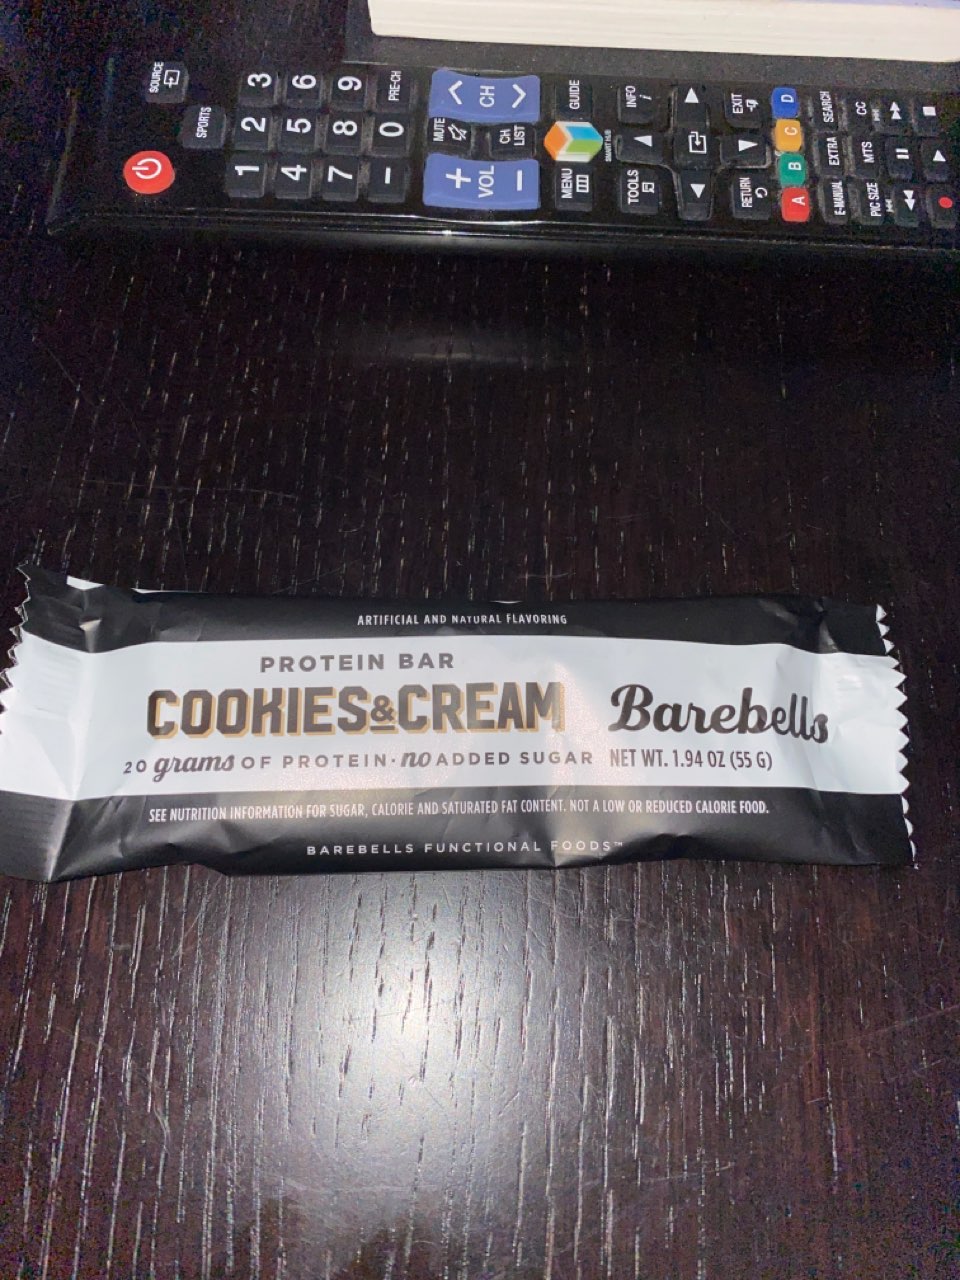 SOURCE
SPORTS
3 6 9 PRE-CH
2 5 8 0
1 4 7 –
CH
MUTE
CH LIST
+ VOL –
GUIDE
SMART HUB
MENU
INFO i
TOOLS
EXIT
RETURN
D
C
B
A
SEARCH
EXTRA
E-MANUAL
CC
MTS
PIC SIZE
ARTIFICIAL AND NATURAL FLAVORING
PROTEIN BAR
COOKIES&CREAM
Barebells
20 grams OF PROTEIN · no ADDED SUGAR
NET WT. 1.94 OZ (55 G)
SEE NUTRITION INFORMATION FOR SUGAR, CALORIE AND SATURATED FAT CONTENT. NOT A LOW OR REDUCED CALORIE FOOD.
BAREBELLS FUNCTIONAL FOODS™